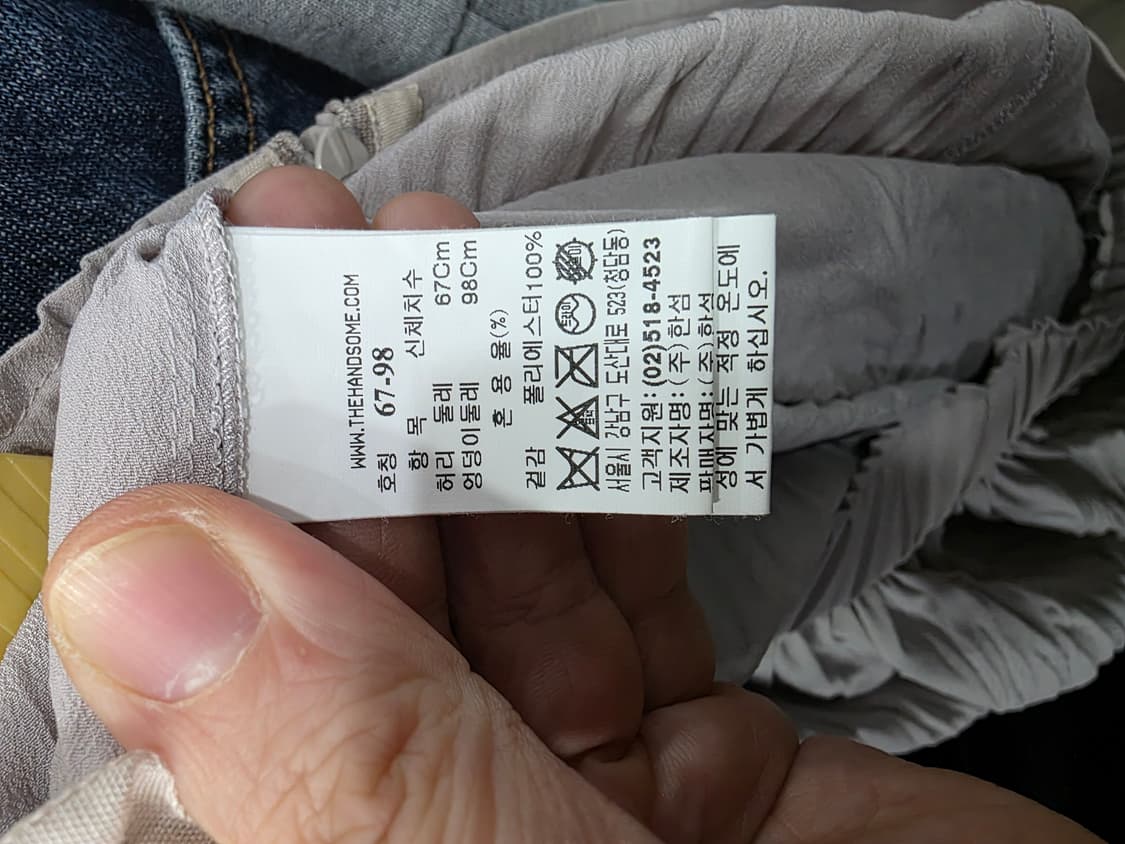 WWW.THEHANDSOME.COM
호칭 67-98
항 목 신체치수
허리 둘레 67Cm
엉덩이둘레 98Cm
혼 용 율(%)
겉감 폴리에스터100%
서울시 강남구 도산대로 523(청담동)
고객지원:(02)518-4523
제조자명:(주)한섬
판매자명:(주)한섬
성에 맞는 적정 온도에
서 가볍게 하십시오.